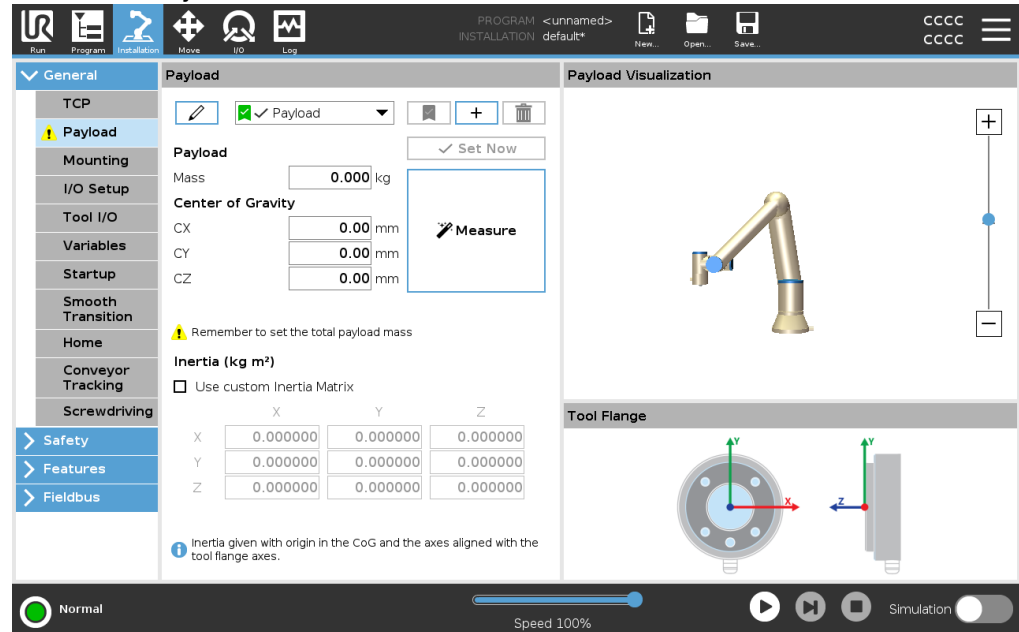 PROGRAM <unnamed>
INSTALLATION default*
CCCC
CCCC
UR
Run
Program
Installation
Move
I/O
Log
New...
Open...
Save...
General
TCP
Payload
Mounting
I/O Setup
Tool I/O
Variables
Startup
Smooth
Transition
Home
Conveyor
Tracking
Screwdriving
Safety
Features
Fieldbus
Payload
Payload
Set Now
Payload
Mass 0.000 kg
Center of Gravity
CX 0.00 mm
CY 0.00 mm
CZ 0.00 mm
Measure
Remember to set the total payload mass
Inertia (kg m²)
Use custom Inertia Matrix
X Y Z
X 0.000000 0.000000 0.000000
Y 0.000000 0.000000 0.000000
Z 0.000000 0.000000 0.000000
Inertia given with origin in the CoG and the axes aligned with the
tool flange axes.
Payload Visualization
Tool Flange
Y
X
Y
Z
Normal
Speed 100%
Simulation